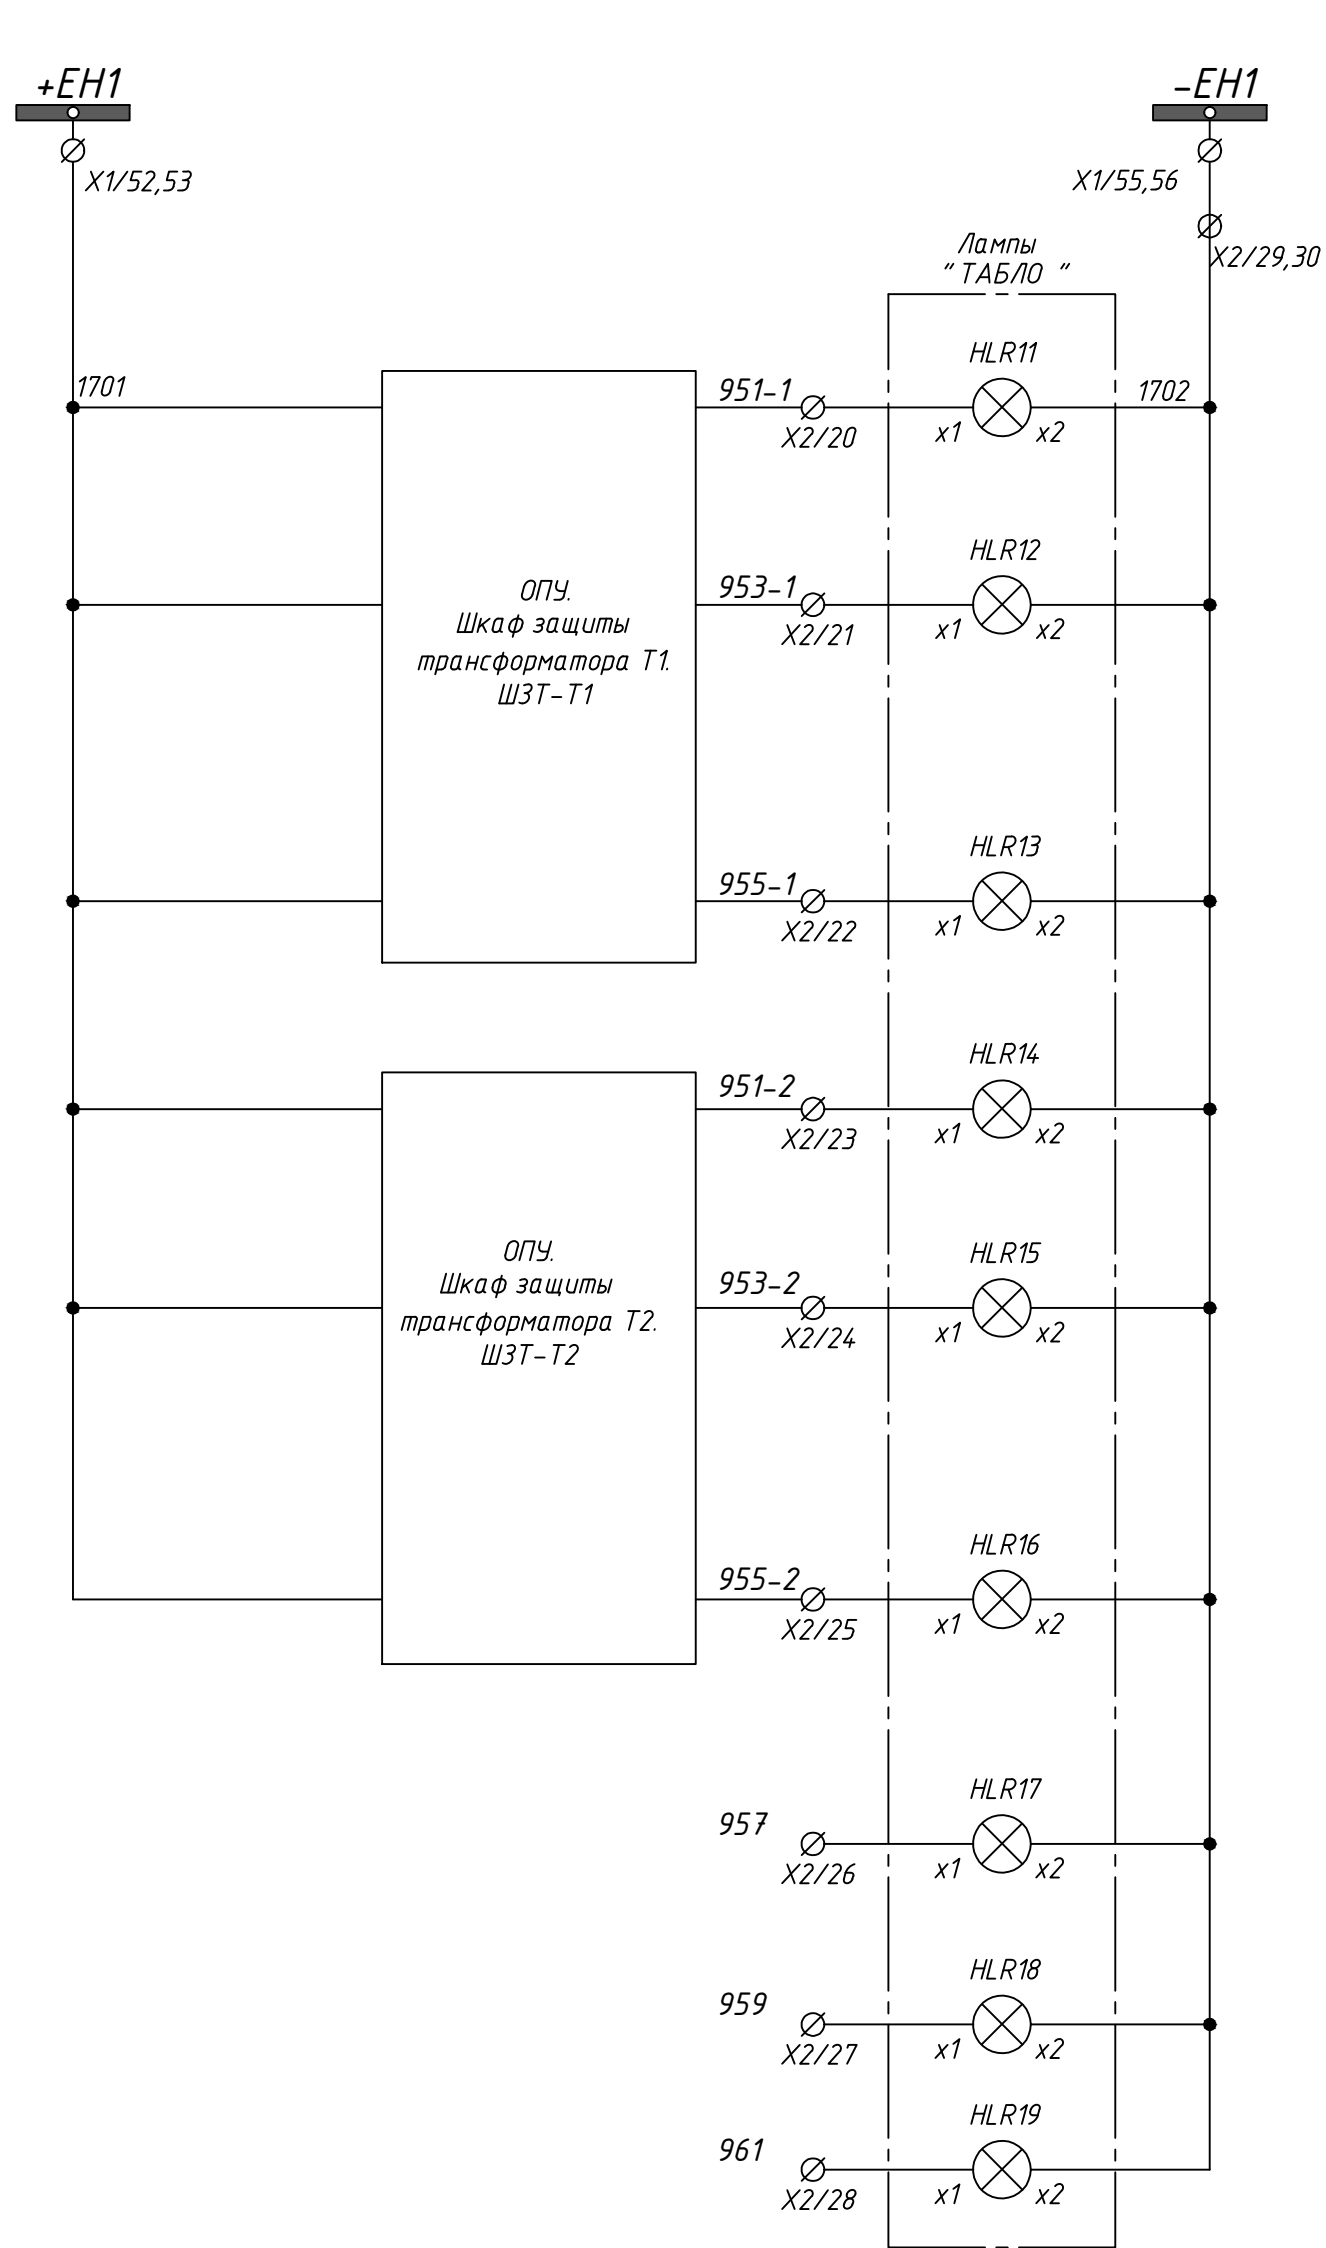 +EH1
-EH1
X1/52,53
X1/55,56
X2/29,30
Лампы
" ТАБЛО "
HLR11
1701
951-1
1702
X2/20
x1
x2
HLR12
953-1
X2/21
x1
x2
ОПУ.
Шкаф защиты
трансформатора Т1.
ШЗТ-Т1
HLR13
955-1
X2/22
x1
x2
HLR14
951-2
X2/23
x1
x2
HLR15
953-2
X2/24
x1
x2
ОПУ.
Шкаф защиты
трансформатора Т2.
ШЗТ-Т2
HLR16
955-2
X2/25
x1
x2
HLR17
957
X2/26
x1
x2
HLR18
959
X2/27
x1
x2
HLR19
961
X2/28
x1
x2